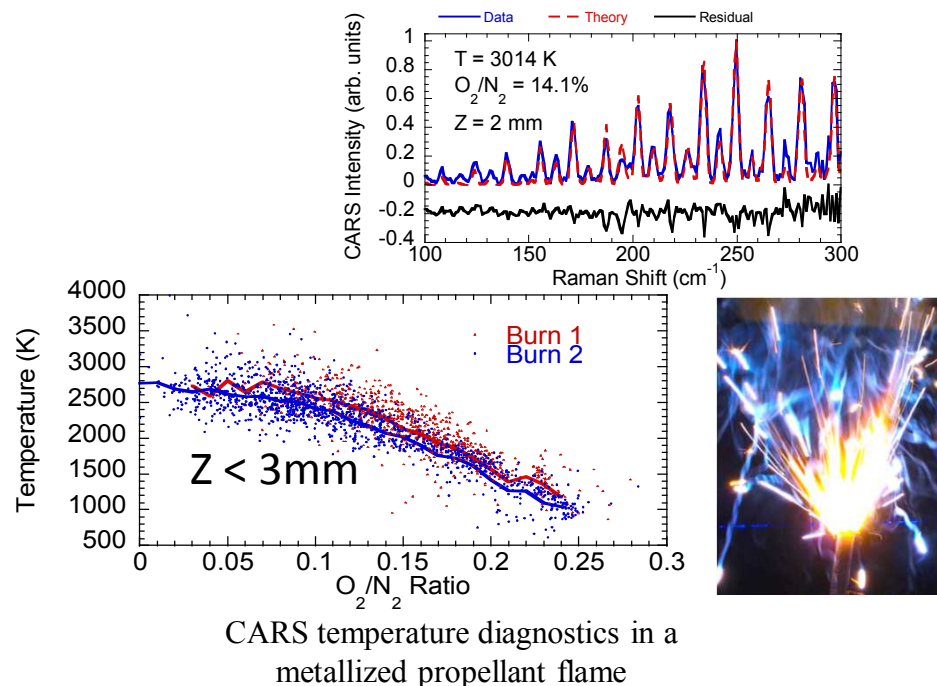 Data Theory Residual
CARS Intensity (arb. units)
1
0.8
0.6
0.4
0.2
0
-0.2
-0.4
T = 3014 K
O₂/N₂ = 14.1%
Z = 2 mm
100 150 200 250 300
Raman Shift (cm⁻¹)
Temperature (K)
4000
3500
3000
2500
2000
1500
1000
500
Burn 1
Burn 2
Z < 3mm
0 0.05 0.10 0.15 0.20 0.25 0.3
O₂/N₂ Ratio
CARS temperature diagnostics in a
metallized propellant flame